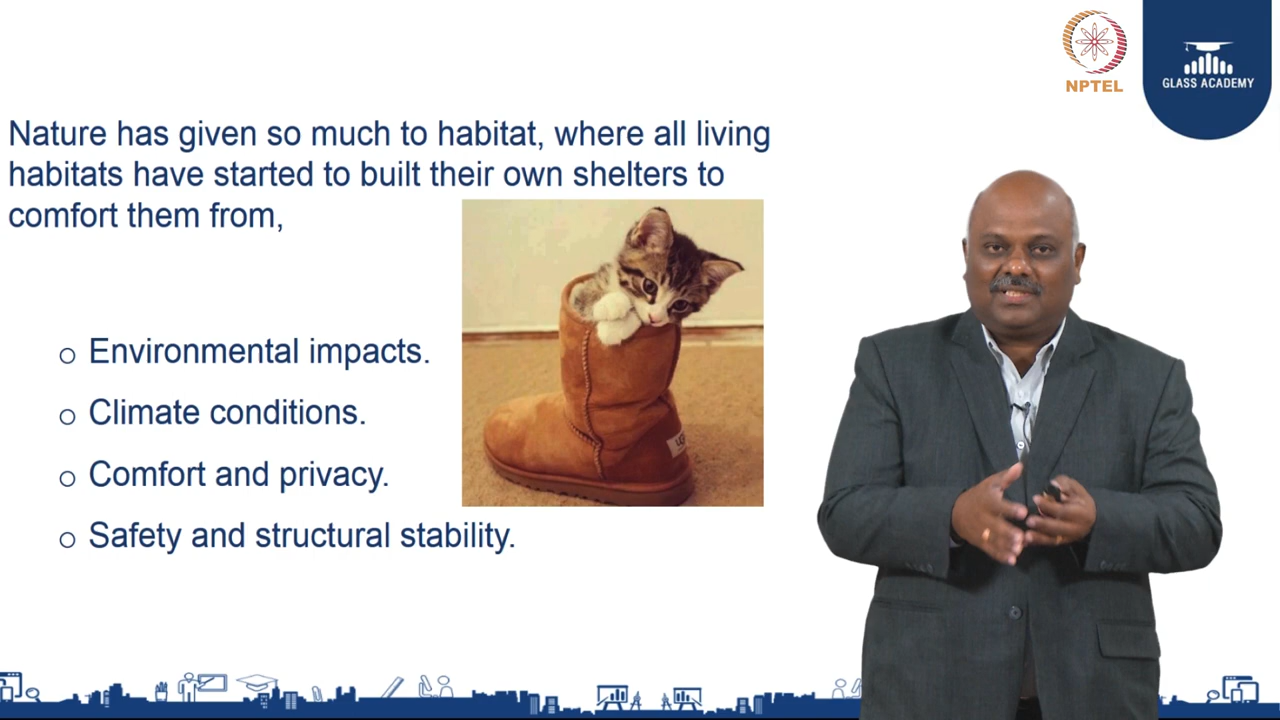 NPTEL
GLASS ACADEMY
Nature has given so much to habitat, where all living
habitats have started to built their own shelters to
comfort them from,
o Environmental impacts.
o Climate conditions.
o Comfort and privacy.
o Safety and structural stability.